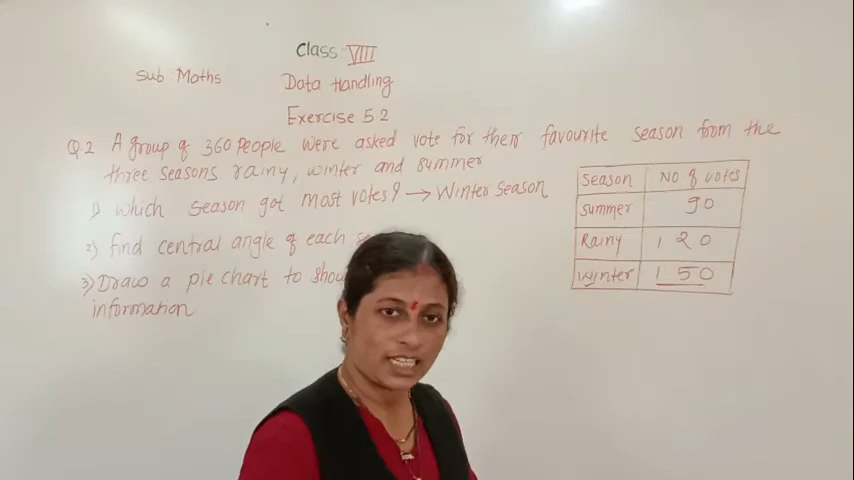 Class VIII
Sub Maths
Data Handling
Exercise 5 2
Q.2 A group of 360 people were asked vote for their favourite season from the
three seasons rainy, winter and summer
1) which season got most votes? → Winter season
2) find central angle of each
3) Draw a pie chart to show
information
Season No of votes
Summer 90
Rainy 120
Winter 150